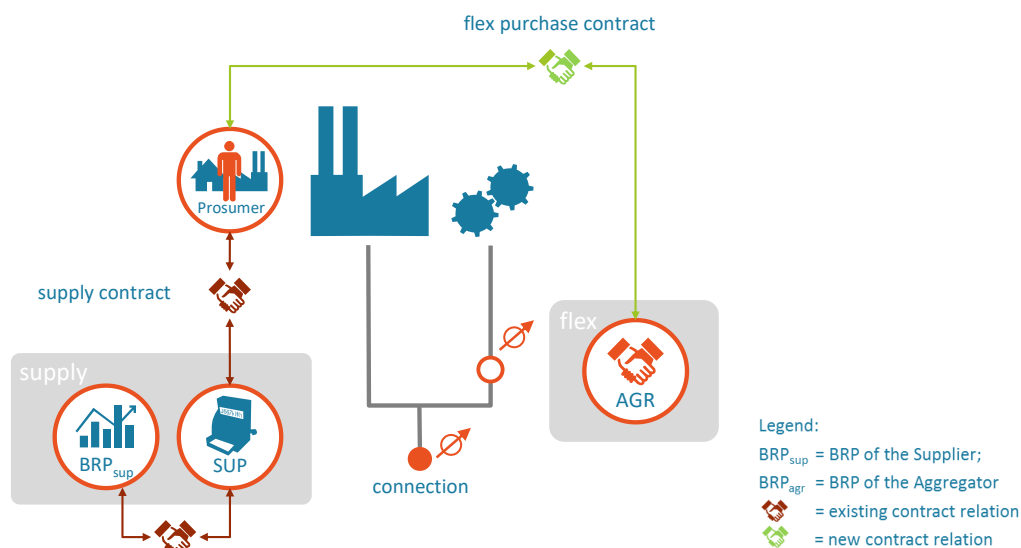 flex purchase contract
Prosumer
supply contract
flex
supply
AGR
BRPsup
SUP
connection
Legend:
BRPsup = BRP of the Supplier;
BRPagr = BRP of the Aggregator
= existing contract relation
= new contract relation